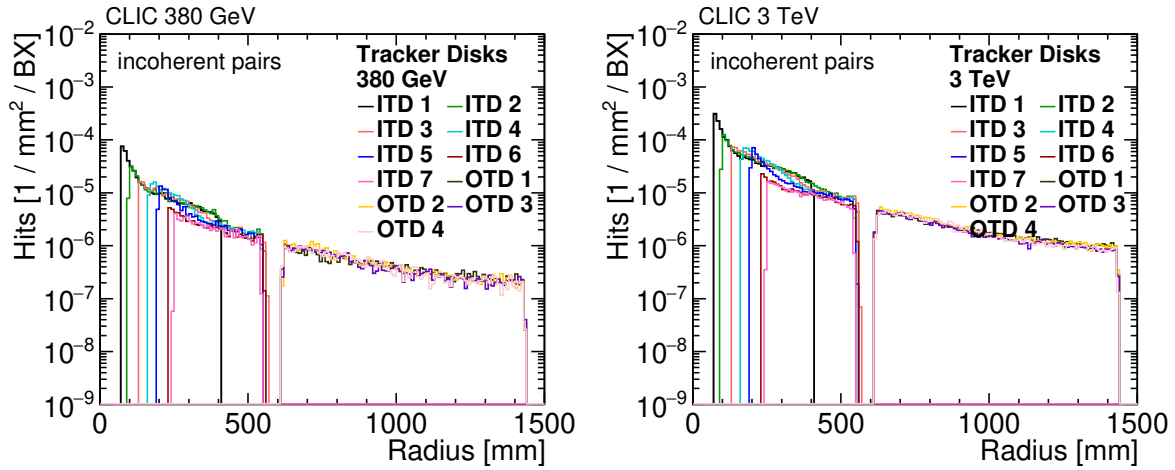 CLIC 380 GeV
Hits [1 / mm² / BX]
10⁻²
10⁻³
10⁻⁴
10⁻⁵
10⁻⁶
10⁻⁷
10⁻⁸
10⁻⁹
incoherent pairs
Tracker Disks
380 GeV
ITD 1 ITD 2
ITD 3 ITD 4
ITD 5 ITD 6
ITD 7 OTD 1
OTD 2 OTD 3
OTD 4
0 500 1000 1500
Radius [mm]
CLIC 3 TeV
Hits [1 / mm² / BX]
10⁻²
10⁻³
10⁻⁴
10⁻⁵
10⁻⁶
10⁻⁷
10⁻⁸
10⁻⁹
incoherent pairs
Tracker Disks
3 TeV
ITD 1 ITD 2
ITD 3 ITD 4
ITD 5 ITD 6
ITD 7 OTD 1
OTD 2 OTD 3
OTD 4
0 500 1000 1500
Radius [mm]